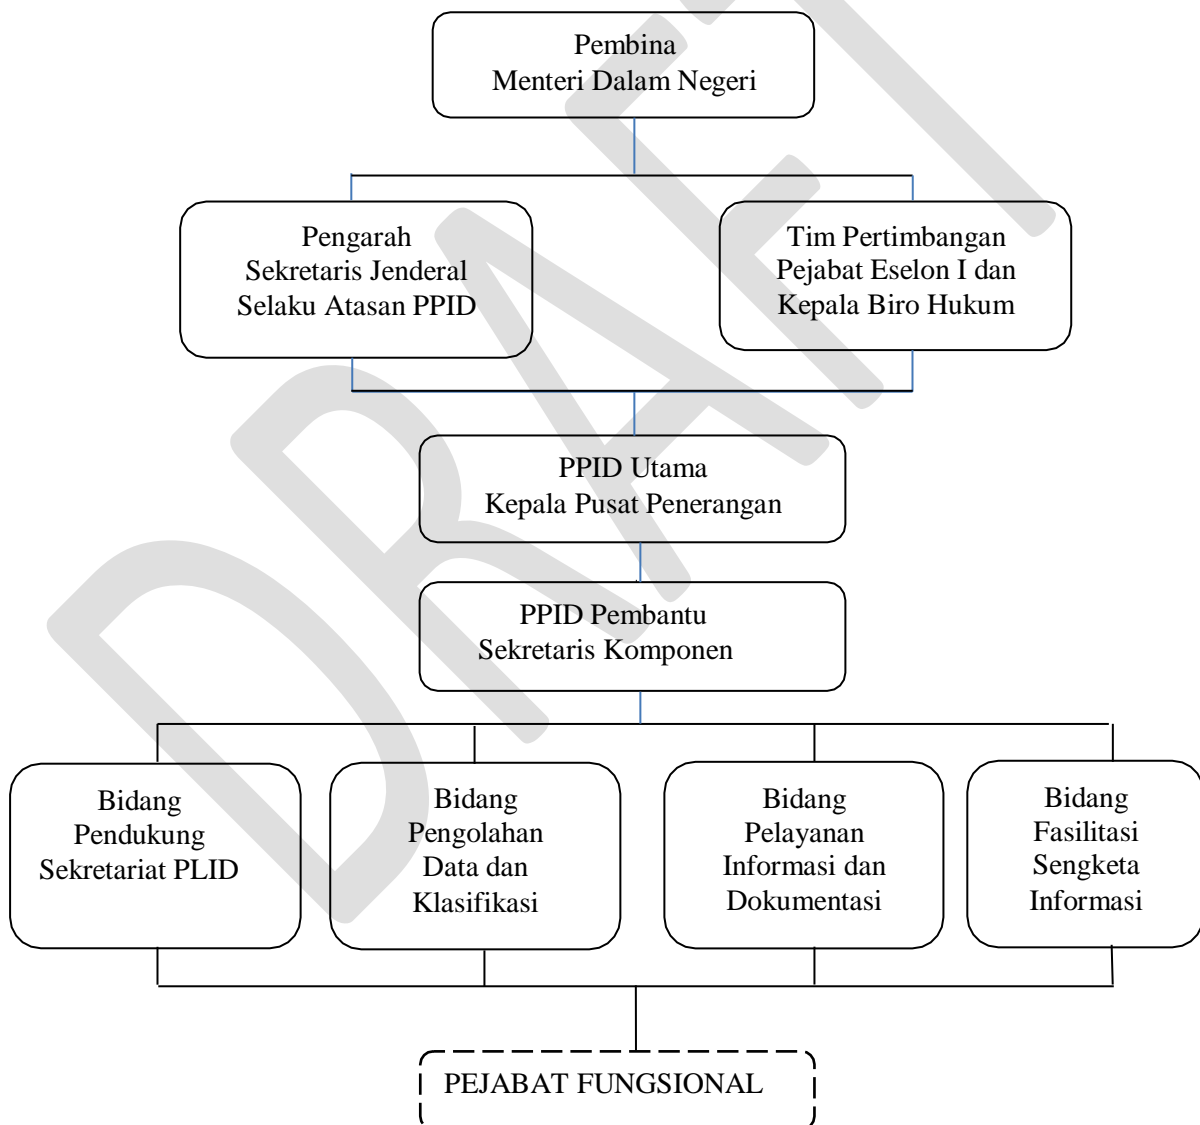 Pembina
Menteri Dalam Negeri
Pengarah
Sekretaris Jenderal
Selaku Atasan PPID
Tim Pertimbangan
Pejabat Eselon I dan
Kepala Biro Hukum
PPID Utama
Kepala Pusat Penerangan
PPID Pembantu
Sekretaris Komponen
Bidang
Pendukung
Sekretariat PLID
Bidang
Pengolahan
Data dan
Klasifikasi
Bidang
Pelayanan
Informasi dan
Dokumentasi
Bidang
Fasilitasi
Sengketa
Informasi
PEJABAT FUNGSIONAL
DRAFT